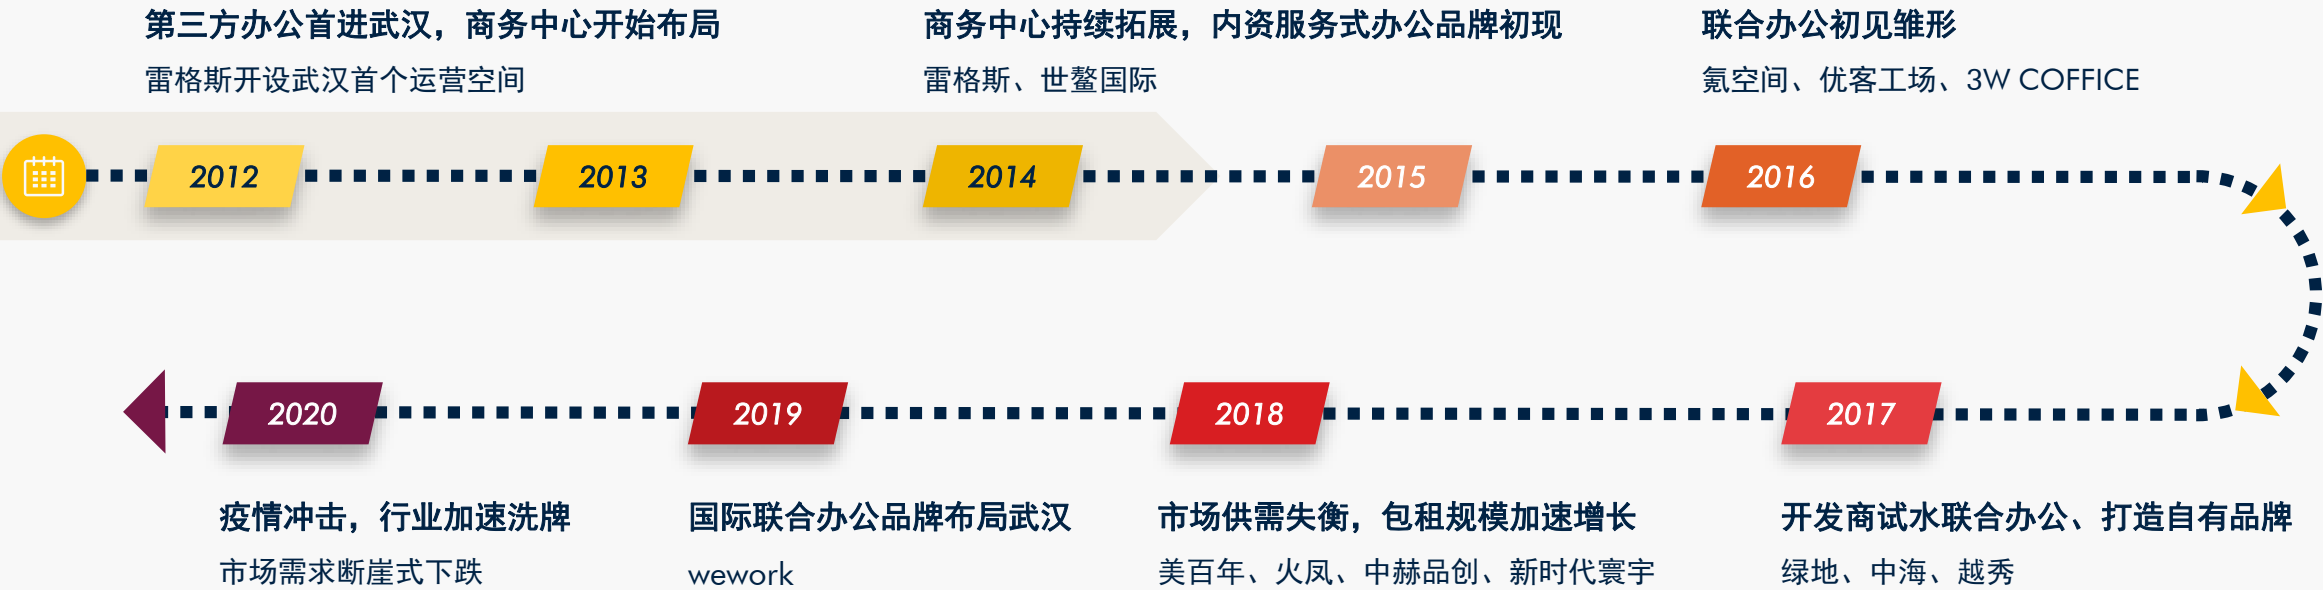 第三方办公首进武汉，商务中心开始布局
雷格斯开设武汉首个运营空间
商务中心持续拓展，内资服务式办公品牌初现
雷格斯、世鳌国际
联合办公初见雏形
氪空间、优客工场、3W COFFICE
2012
2013
2014
2015
2016
2020
2019
2018
2017
疫情冲击，行业加速洗牌
市场需求断崖式下跌
国际联合办公品牌布局武汉
wework
市场供需失衡，包租规模加速增长
美百年、火凤、中赫品创、新时代寰宇
开发商试水联合办公、打造自有品牌
绿地、中海、越秀